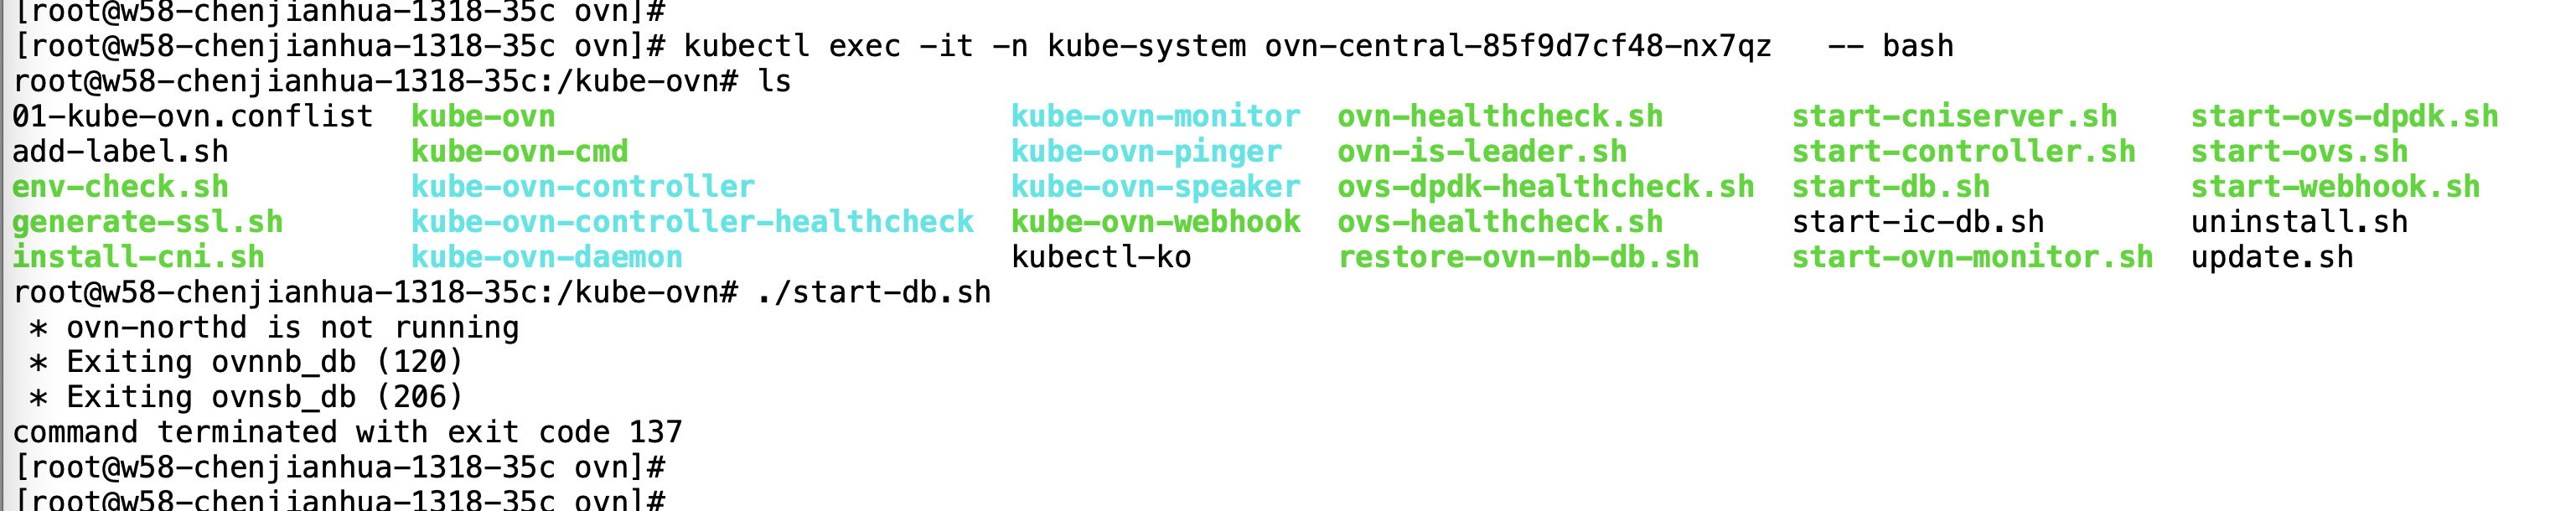 [root@w58-chenjianhua-1318-35c ovn]#
[root@w58-chenjianhua-1318-35c ovn]# kubectl exec -it -n kube-system ovn-central-85f9d7cf48-nx7qz   -- bash
root@w58-chenjianhua-1318-35c:/kube-ovn# ls
01-kube-ovn.conflist  kube-ovn                         kube-ovn-monitor  ovn-healthcheck.sh       start-cniserver.sh    start-ovs-dpdk.sh
add-label.sh          kube-ovn-cmd                     kube-ovn-pinger   ovn-is-leader.sh         start-controller.sh   start-ovs.sh
env-check.sh          kube-ovn-controller              kube-ovn-speaker  ovs-dpdk-healthcheck.sh  start-db.sh           start-webhook.sh
generate-ssl.sh       kube-ovn-controller-healthcheck  kube-ovn-webhook  ovs-healthcheck.sh       start-ic-db.sh        uninstall.sh
install-cni.sh        kube-ovn-daemon                  kubectl-ko        restore-ovn-nb-db.sh     start-ovn-monitor.sh  update.sh
root@w58-chenjianhua-1318-35c:/kube-ovn# ./start-db.sh
 * ovn-northd is not running
 * Exiting ovnnb_db (120)
 * Exiting ovnsb_db (206)
command terminated with exit code 137
[root@w58-chenjianhua-1318-35c ovn]#
[root@w58-chenjianhua-1318-35c ovn]#